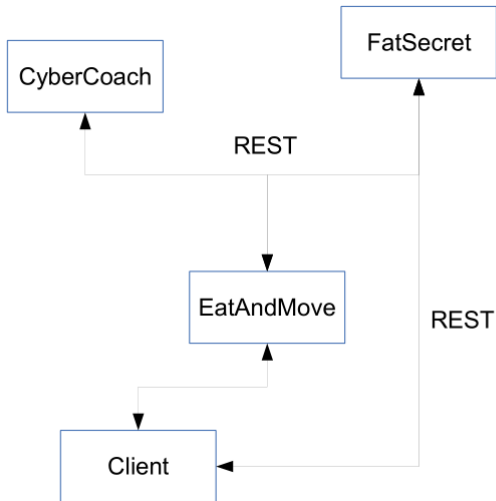 FatSecret
CyberCoach
REST
EatAndMove
REST
Client